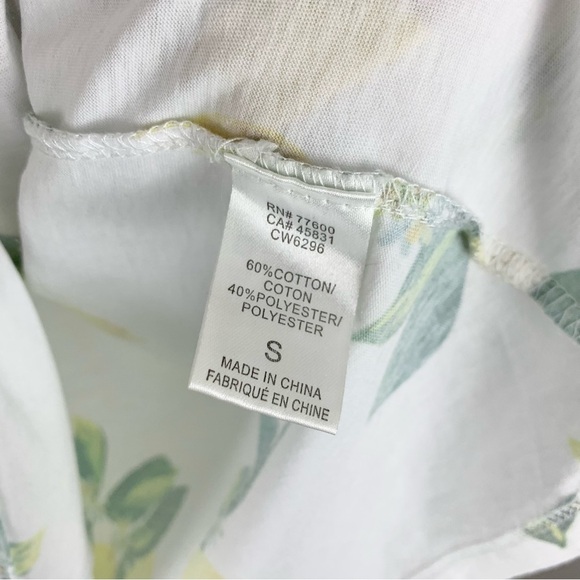 RN# 77600
CA# 45831
CW6296
60%COTTON/
COTON
40%POLYESTER/
POLYESTER
S
MADE IN CHINA
FABRIQUÉ EN CHINE